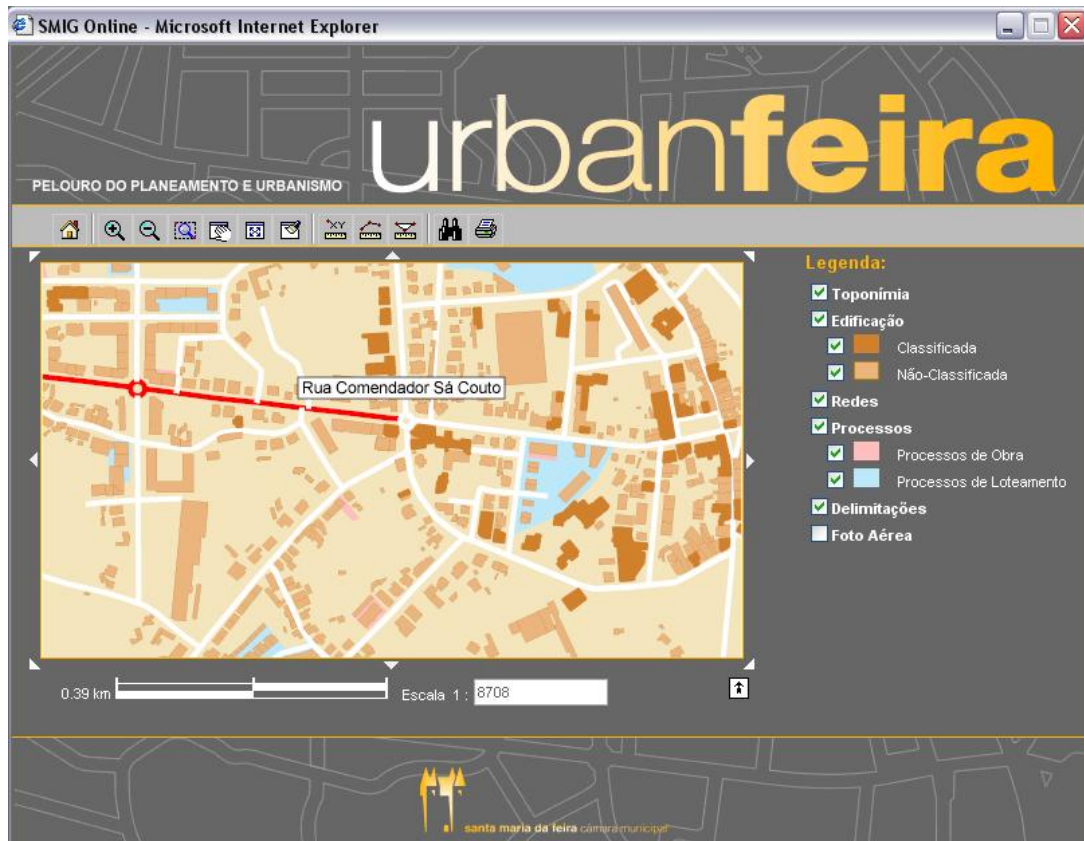 SMIG Online - Microsoft Internet Explorer
urbanfeira
PELOURO DO PLANEAMENTO E URBANISMO
XY
Legenda:
Toponímia
Edificação
Classificada
Não-Classificada
Redes
Processos
Processos de Obra
Processos de Loteamento
Delimitações
Foto Aérea
Rua Comendador Sá Couto
0.39 km
Escala 1: 8708
santa maria da feira câmara municipal